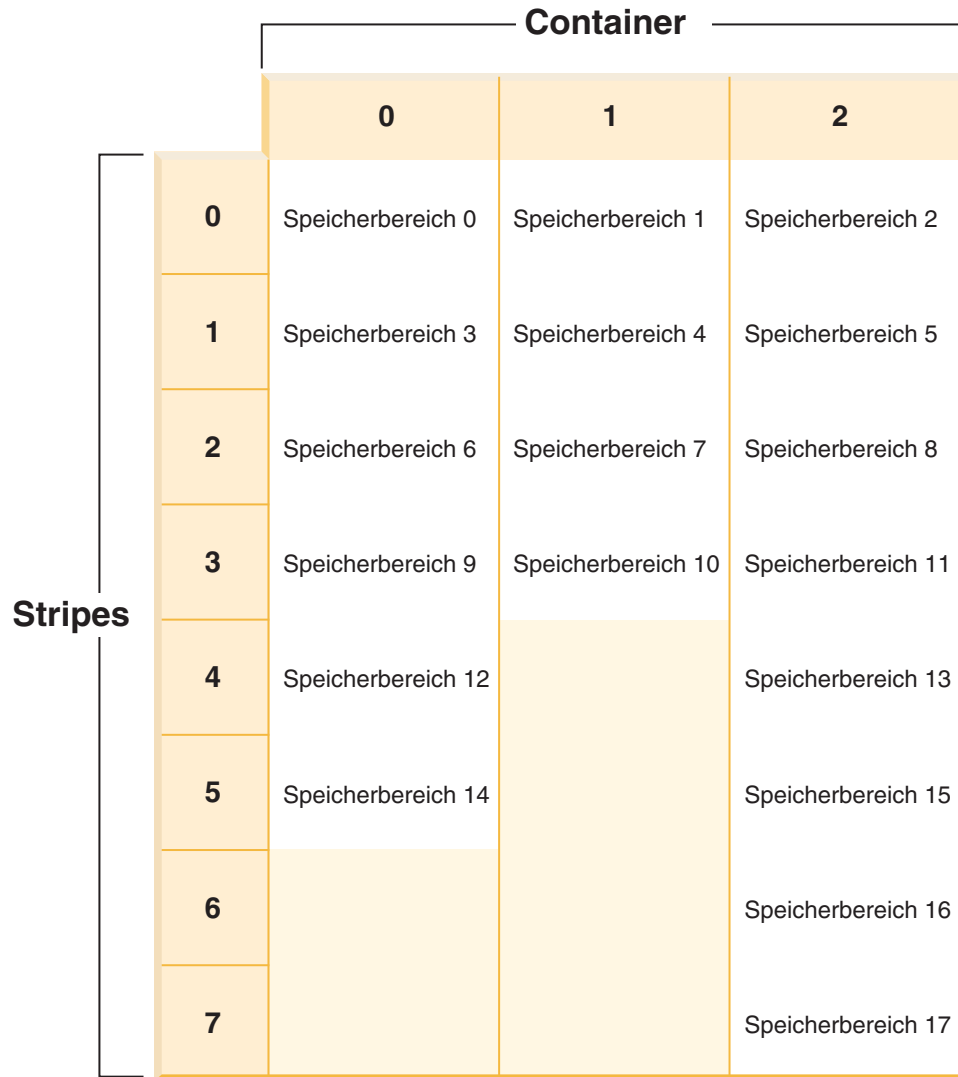 Container
0 1 2
0 Speicherbereich 0 Speicherbereich 1 Speicherbereich 2
1 Speicherbereich 3 Speicherbereich 4 Speicherbereich 5
2 Speicherbereich 6 Speicherbereich 7 Speicherbereich 8
3 Speicherbereich 9 Speicherbereich 10 Speicherbereich 11
Stripes
4 Speicherbereich 12 Speicherbereich 13
5 Speicherbereich 14 Speicherbereich 15
6 Speicherbereich 16
7 Speicherbereich 17